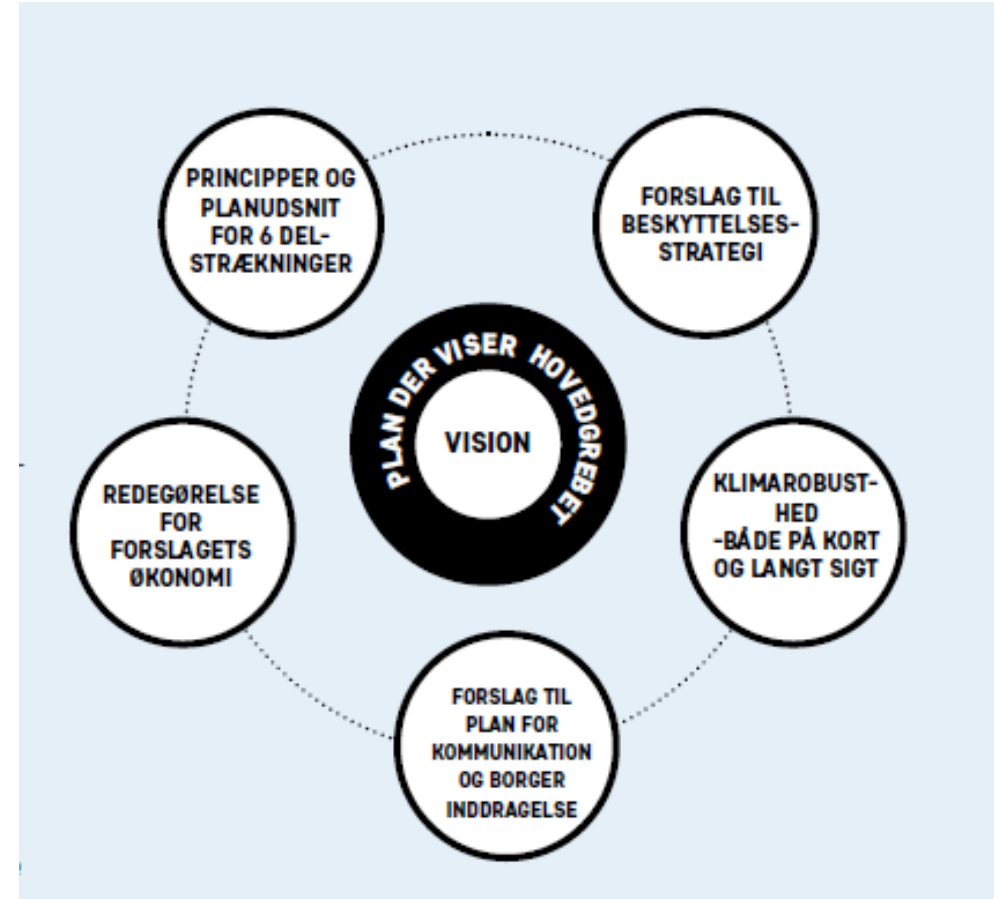 PRINCIPPER OG
PLANUDSNIT
FOR 6 DEL-
STRÆKNINGER
FORSLAG TIL
BESKYTTELSES-
STRATEGI
PLAN DER VISER HOVEDGREBET
VISION
REDEGØRELSE
FOR
FORSLAGETS
ØKONOMI
KLIMAROBUST-
HED
-BÅDE PÅ KORT
OG LANGT SIGT
FORSLAG TIL
PLAN FOR
KOMMUNIKATION
OG BORGER
INDDRAGELSE